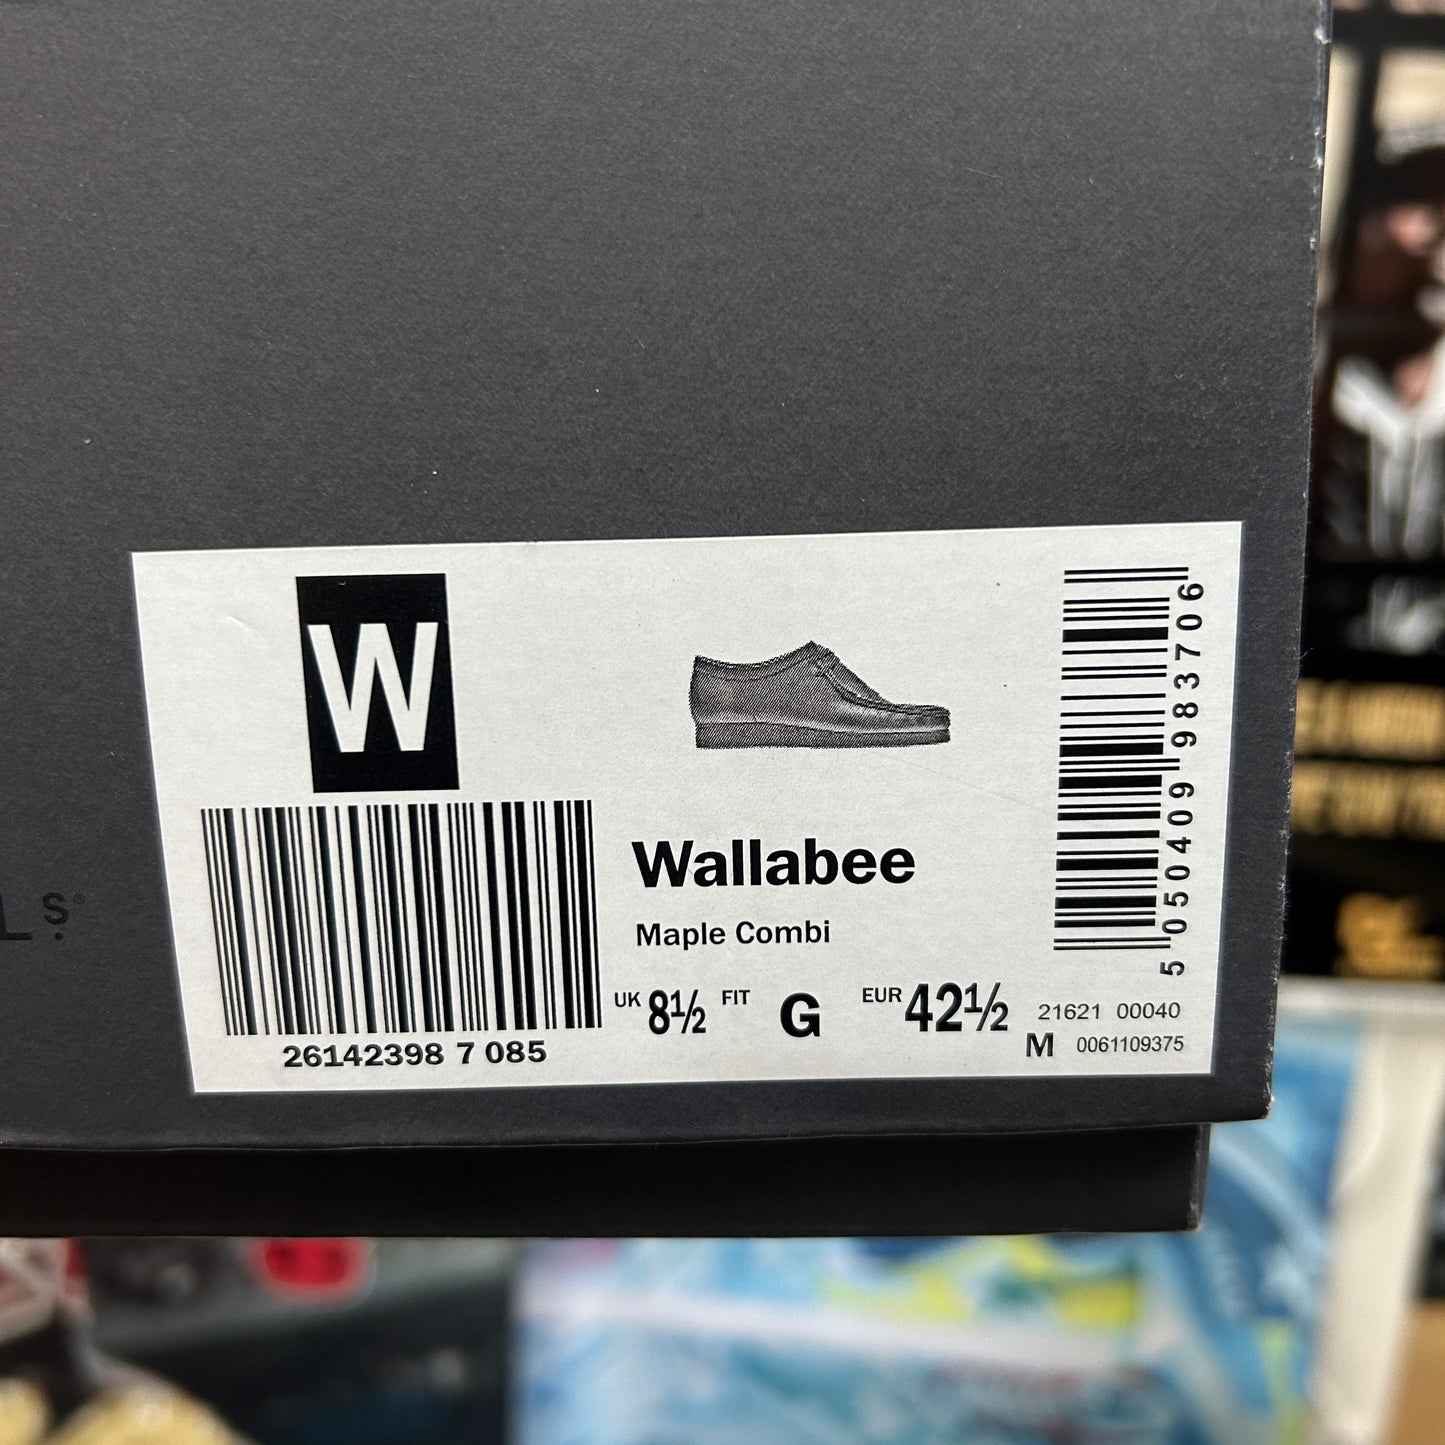 W
Wallabee
Maple Combi
UK 8½ FIT G EUR 42½
26142398 7 085
5 050409 983706
21621 00040
M 0061109375
LS®